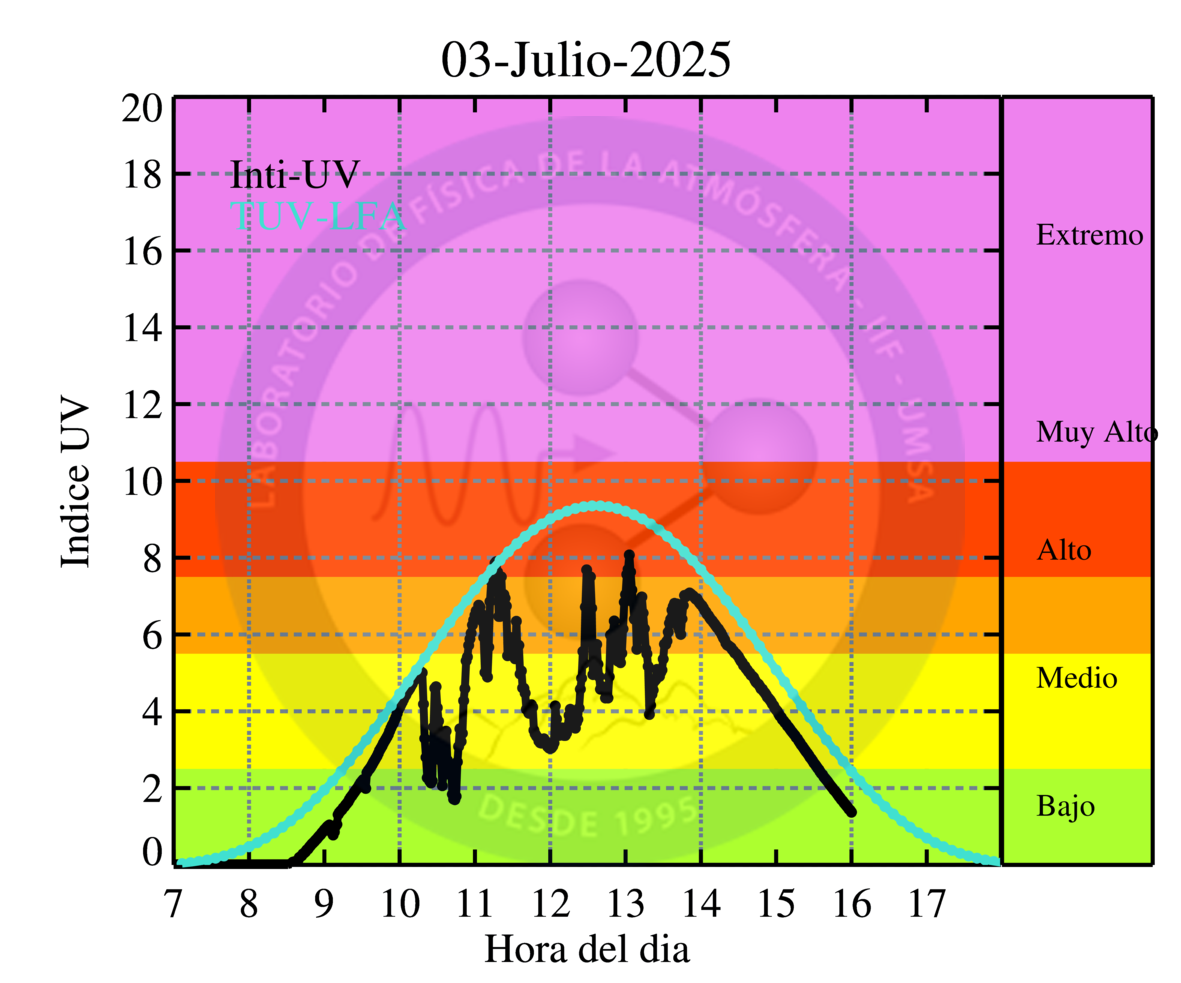 03-Julio-2025
Indice UV
20
18
16
14
12
10
8
6
4
2
0
Inti-UV
TUV-LFA
LABORATORIO DE FÍSICA DE LA ATMÓSFERA - IIF - UMSA
DESDE 1995
Extremo
Muy Alto
Alto
Medio
Bajo
7 8 9 10 11 12 13 14 15 16 17
Hora del dia